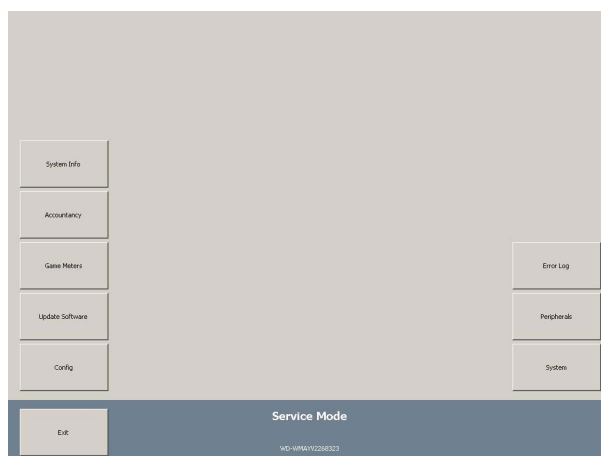 System Info
Accountancy
Game Meters
Error Log
Update Software
Peripherals
Config
System
Service Mode
Exit
WD-WMAYV2268323